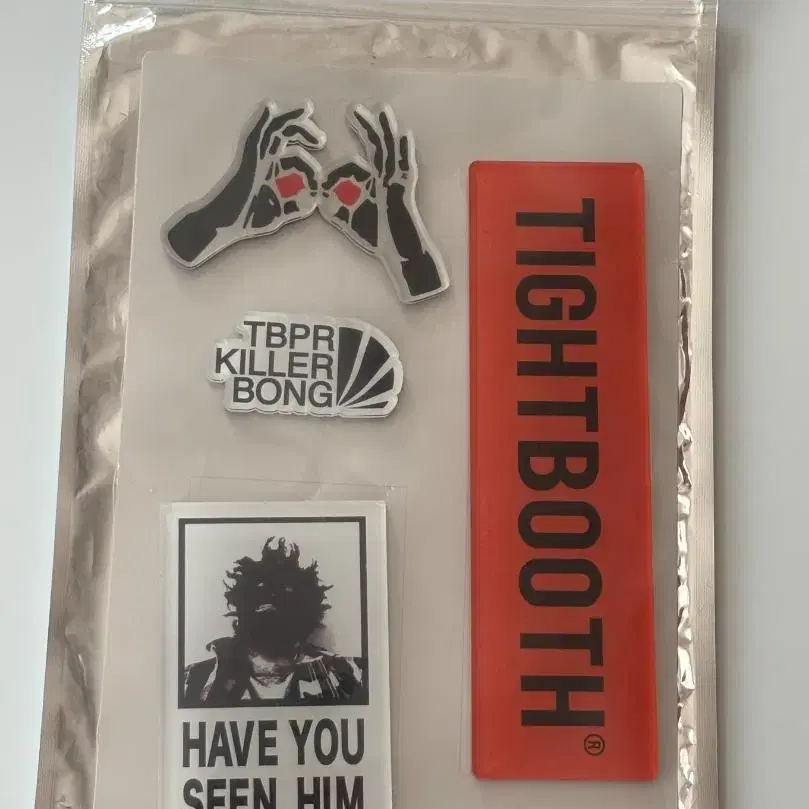 TBPR
KILLER
BONG
TIGHTBOOTH®
HAVE YOU
SEEN HIM